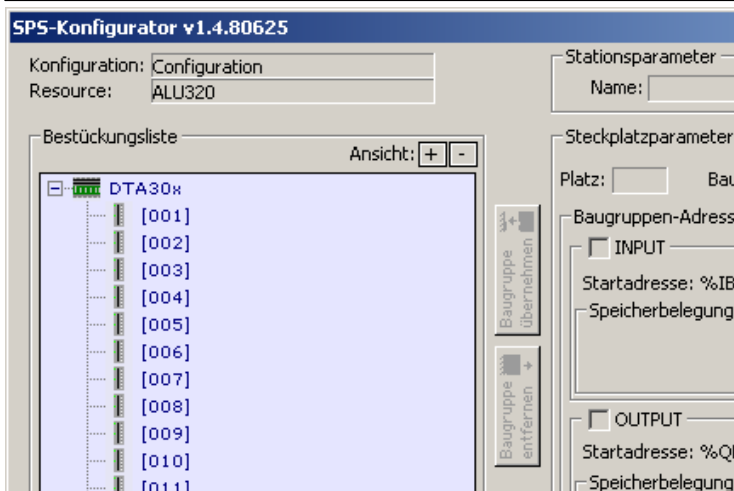 SPS-Konfigurator v1.4.80625
Konfiguration: Configuration
Resource: ALU320
Bestückungsliste
Ansicht: + -
DTA30x
[001]
[002]
[003]
[004]
[005]
[006]
[007]
[008]
[009]
[010]
[011]
Baugruppe
übernehmen
Baugruppe
entfernen
Stationsparameter
Name:
Steckplatzparameter
Platz: Bau
Baugruppen-Adress
INPUT
Startadresse: %IB
Speicherbelegung
OUTPUT
Startadresse: %Q
Speicherbelegung